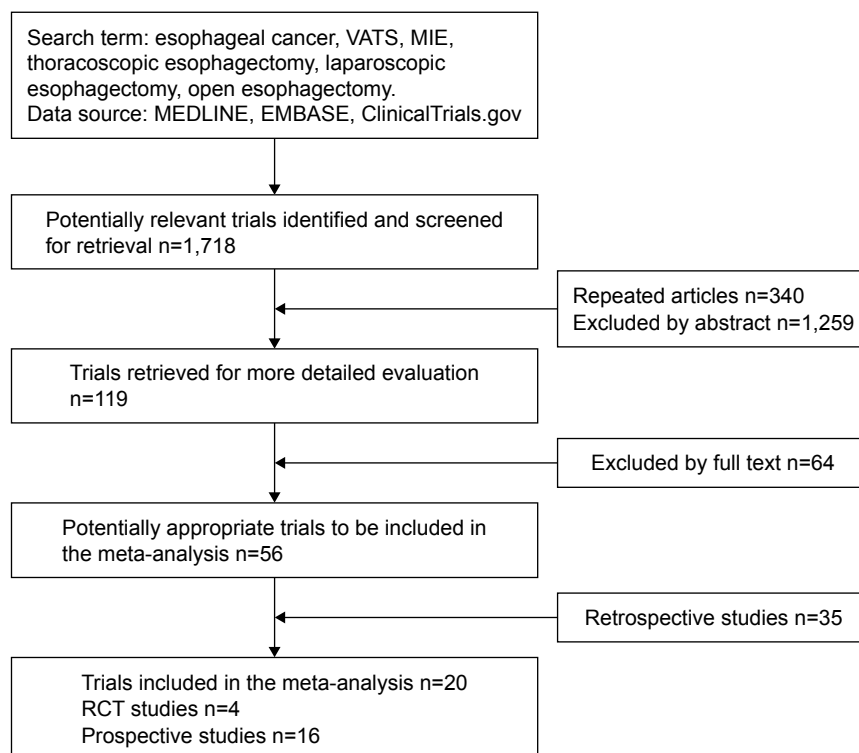 Search term: esophageal cancer, VATS, MIE,
thoracoscopic esophagectomy, laparoscopic
esophagectomy, open esophagectomy.
Data source: MEDLINE, EMBASE, ClinicalTrials.gov
Potentially relevant trials identified and screened
for retrieval n=1,718
Repeated articles n=340
Excluded by abstract n=1,259
Trials retrieved for more detailed evaluation
n=119
Excluded by full text n=64
Potentially appropriate trials to be included in
the meta-analysis n=56
Retrospective studies n=35
Trials included in the meta-analysis n=20
RCT studies n=4
Prospective studies n=16